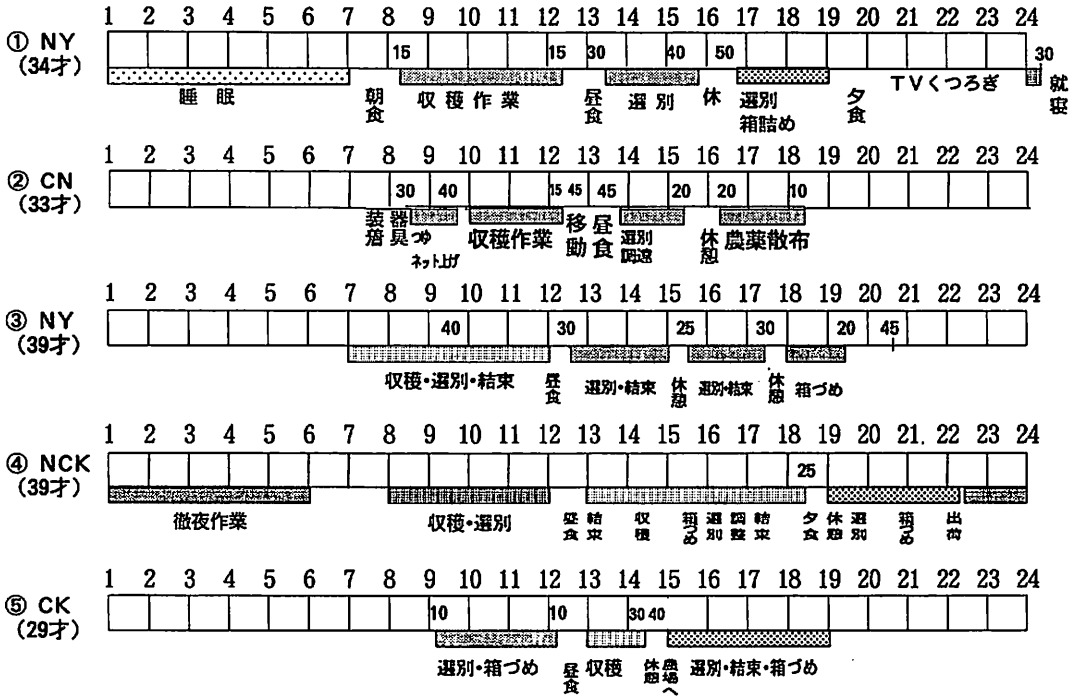 1 2 3 4 5 6 7 8 9 10 11 12 13 14 15 16 17 18 19 20 21 22 23 24
① NY
(34才)
15 15 30 40 50 30
睡眠 朝食 収穫作業 昼食 選別 休 選別 箱詰め 夕食 TVくつろぎ 就寝
1 2 3 4 5 6 7 8 9 10 11 12 13 14 15 16 17 18 19 20 21 22 23 24
② CN
(33才)
30 40 15 45 45 20 20 10
装着 器具 つゆ ネット上げ 収穫作業 移動 昼食 選別 休憩 農薬散布
1 2 3 4 5 6 7 8 9 10 11 12 13 14 15 16 17 18 19 20 21 22 23 24
③ NY
(39才)
40 30 25 30 20 45
収穫・選別・結束 昼食 選別・結束 休憩 選別・結束 休憩 箱づめ
1 2 3 4 5 6 7 8 9 10 11 12 13 14 15 16 17 18 19 20 21 22 23 24
④ NCK
(39才)
25
徹夜作業 収穫・選別 昼食 結束 収穫 箱づめ 選別 調整 結束 夕食 休憩 選別 箱づめ 出荷
1 2 3 4 5 6 7 8 9 10 11 12 13 14 15 16 17 18 19 20 21 22 23 24
⑤ CK
(29才)
10 10 30 40
選別・箱づめ 昼食 収穫 休憩 農場へ 選別・結束・箱づめ